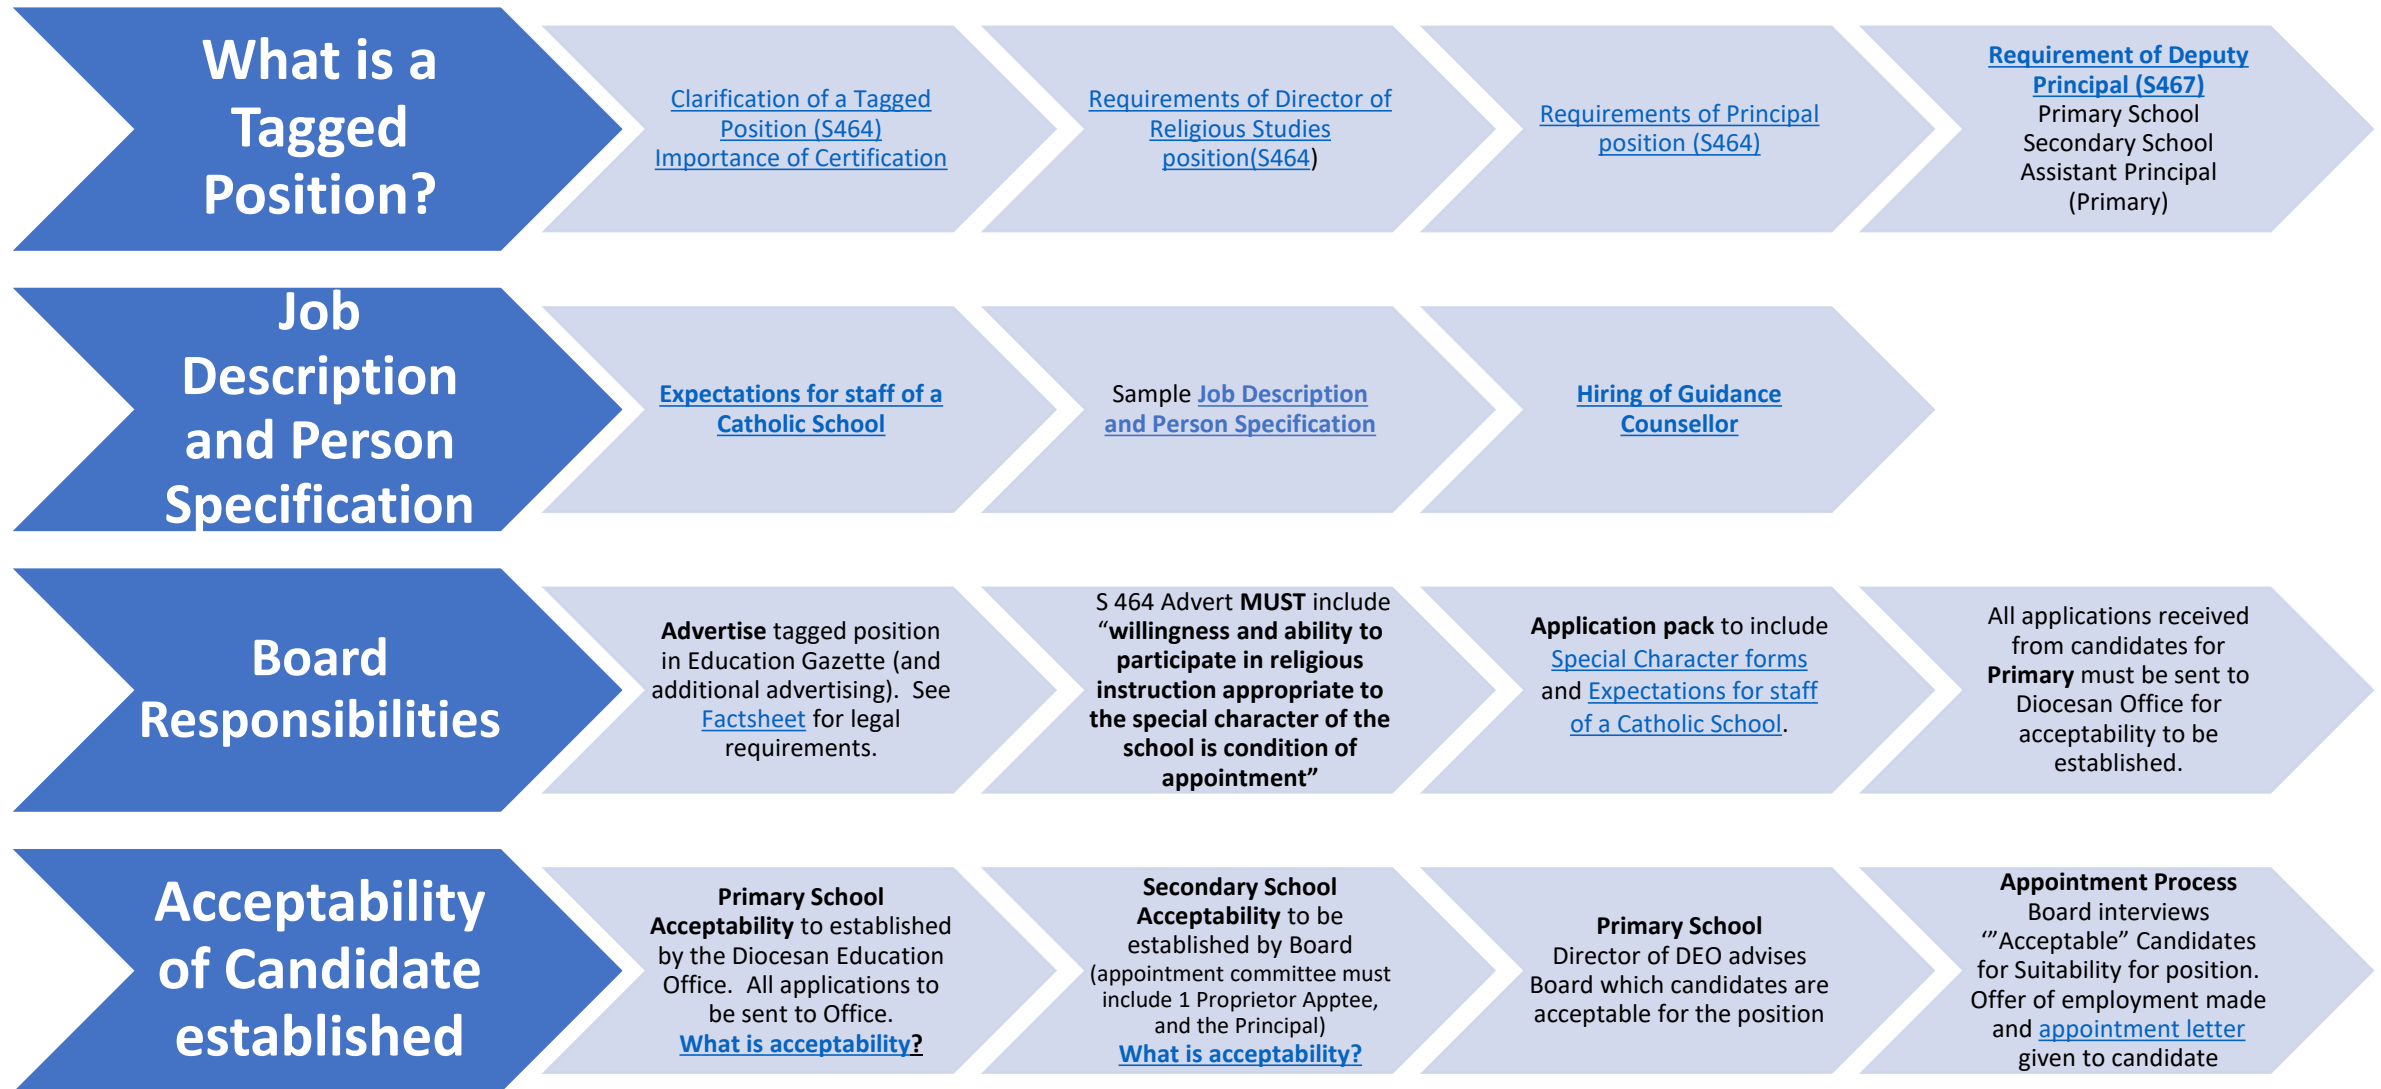 What is a
Tagged
Position?
Clarification of a Tagged
Position (S464)
Importance of Certification
Requirements of Director of
Religious Studies
position(S464)
Requirements of Principal
position (S464)
Requirement of Deputy
Principal (S467)
Primary School
Secondary School
Assistant Principal
(Primary)
Job
Description
and Person
Specification
Expectations for staff of a
Catholic School
Sample Job Description
and Person Specification
Hiring of Guidance
Counsellor
Board
Responsibilities
Advertise tagged position
in Education Gazette (and
additional advertising).  See
Factsheet for legal
requirements.
S 464 Advert MUST include
“willingness and ability to
participate in religious
instruction appropriate to
the special character of the
school is condition of
appointment”
Application pack to include
Special Character forms
and Expectations for staff
of a Catholic School.
All applications received
from candidates for
Primary must be sent to
Diocesan Office for
acceptability to be
established.
Acceptability
of Candidate
established
Primary School
Acceptability to established
by the Diocesan Education
Office.  All applications to
be sent to Office.
What is acceptability?
Secondary School
Acceptability to be
established by Board
(appointment committee must
include 1 Proprietor Apptee,
and the Principal)
What is acceptability?
Primary School
Director of DEO advises
Board which candidates are
acceptable for the position
Appointment Process
Board interviews
‘”Acceptable” Candidates
for Suitability for position.
Offer of employment made
and appointment letter
given to candidate